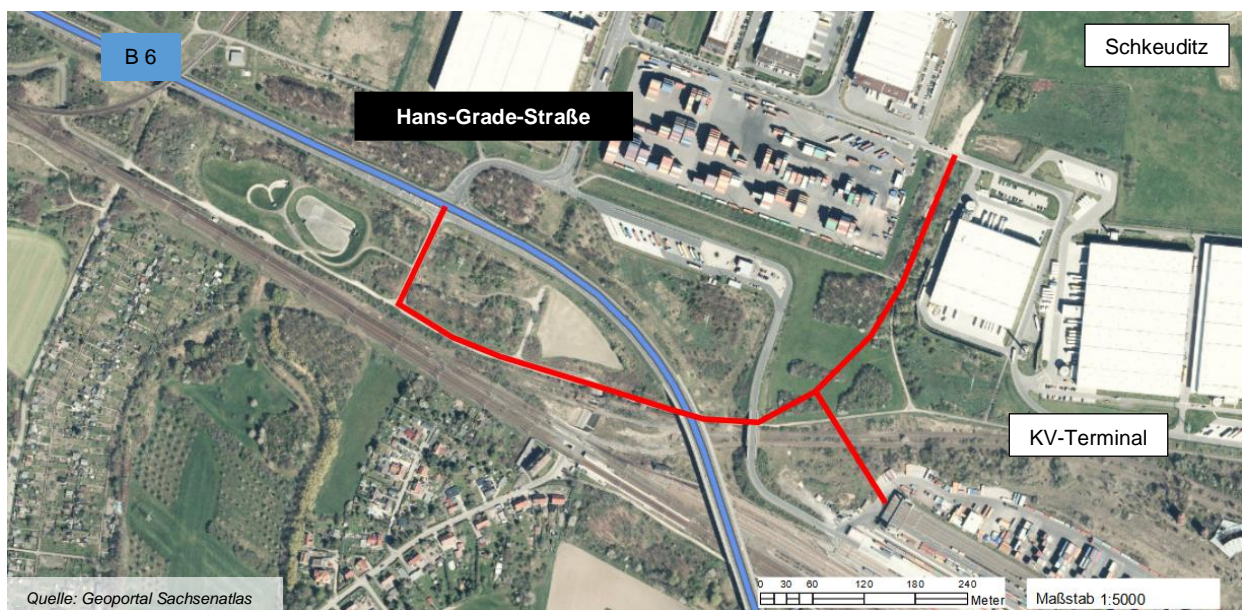 B 6
Schkeuditz
Hans-Grade-Straße
KV-Terminal
0 30 60 120 180 240
Meter
Maßstab 1:5000
Quelle: Geoportal Sachsenatlas